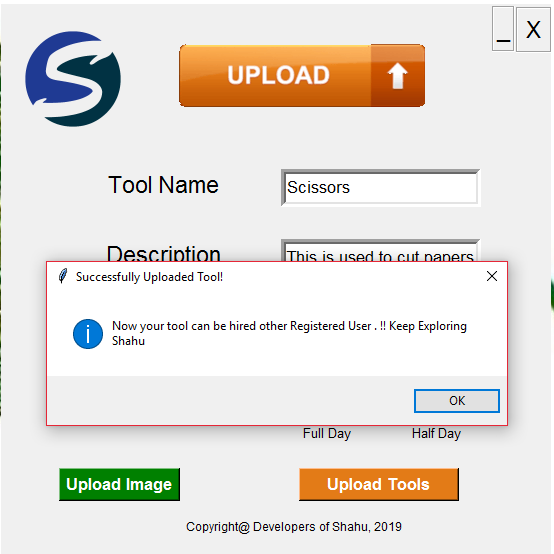 _ X
UPLOAD
Tool Name
Scissors
Description
This is used to cut papers
Successfully Uploaded Tool!
Now your tool can be hired other Registered User . !! Keep Exploring
Shahu
OK
Full Day Half Day
Upload Image Upload Tools
Copyright@ Developers of Shahu, 2019